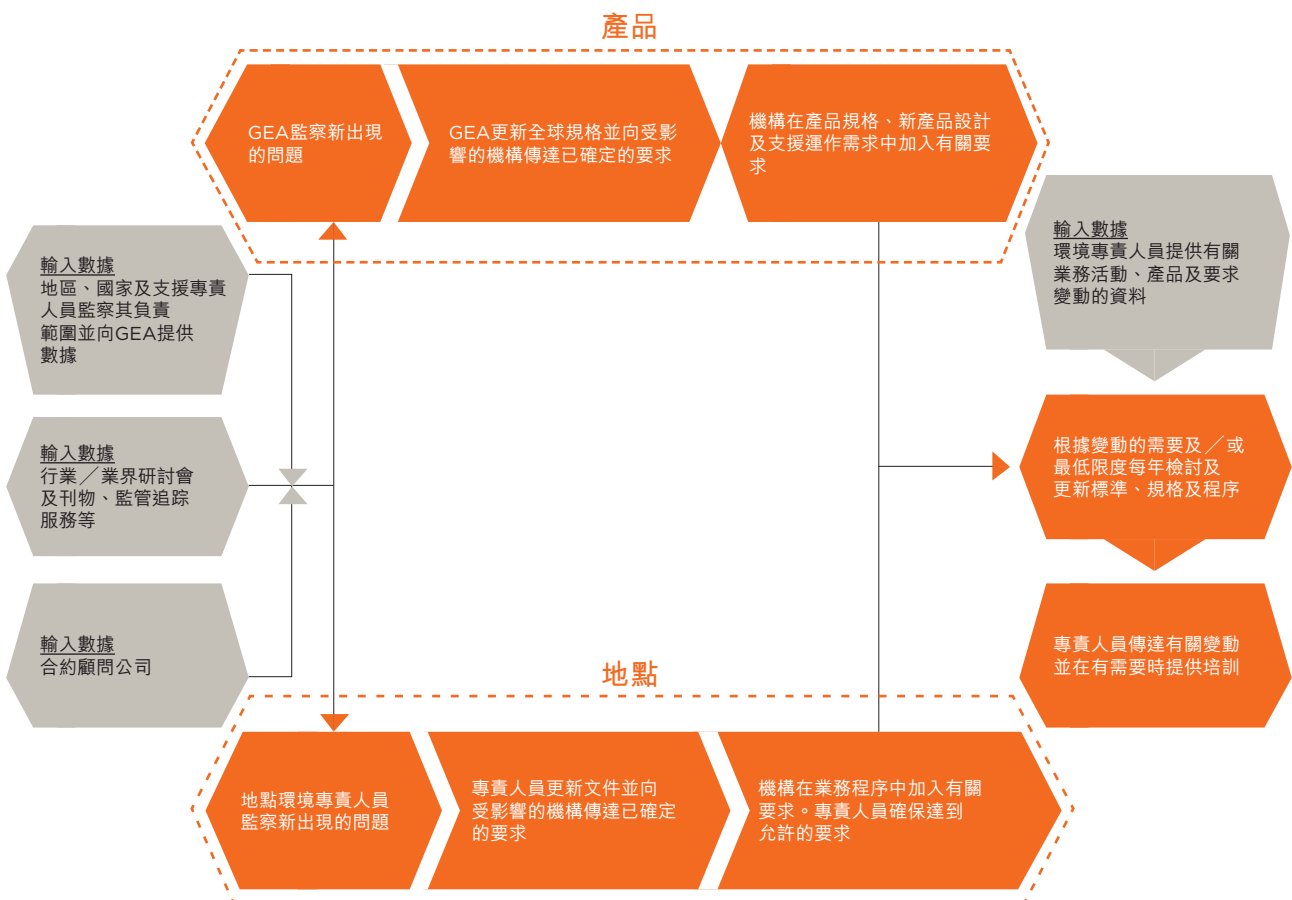 產品
GEA監察新出現
的問題
GEA更新全球規格並向受影
響的機構傳達已確定的要求
機構在產品規格、新產品設計
及支援運作需求中加入有關要
求
輸入數據
地區、國家及支援專責
人員監察其負責
範圍並向GEA提供
數據
輸入數據
行業／業界研討會
及刊物、監管追踪
服務等
輸入數據
合約顧問公司
輸入數據
環境專責人員提供有關
業務活動、產品及要求
變動的資料
根據變動的需要及／或
最低限度每年檢討及
更新標準、規格及程序
專責人員傳達有關變動
並在有需要時提供培訓
地點
地點環境專責人員
監察新出現的問題
專責人員更新文件並向
受影響的機構傳達已確定
的要求
機構在業務程序中加入有關
要求。專責人員確保達到
允許的要求